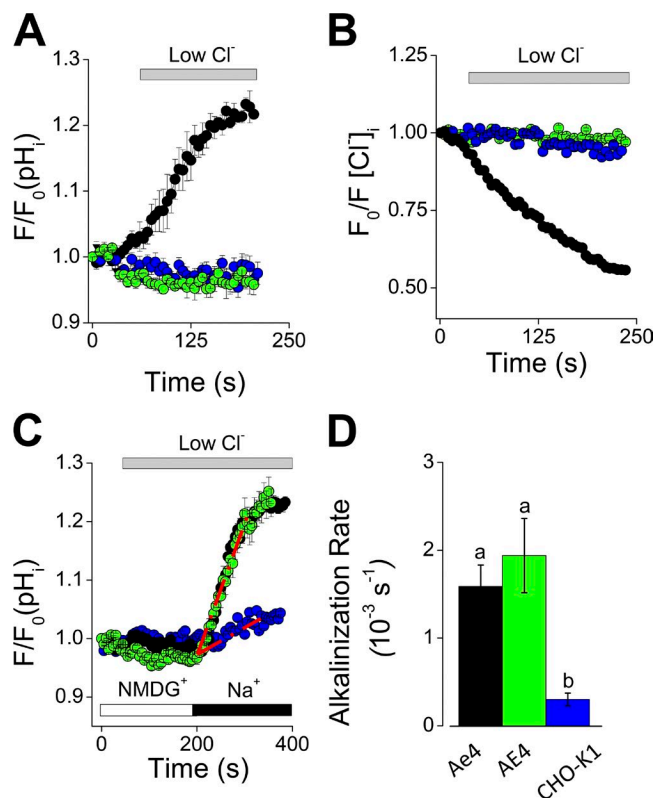 A
Low Cl⁻
1.3
1.2
1.1
1.0
0.9
F/F₀(pHᵢ)
0 125 250
Time (s)
B
Low Cl⁻
1.25
1.00
0.75
0.50
F₀/F [Cl⁻]ᵢ
0 125 250
Time (s)
C
Low Cl⁻
1.3
1.2
1.1
1.0
0.9
F/F₀(pHᵢ)
NMDG⁺ Na⁺
0 200 400
Time (s)
D
3
2
1
0
Alkalinization Rate
(10⁻³ s⁻¹)
a a b
Ae4 AE4 CHO-K1